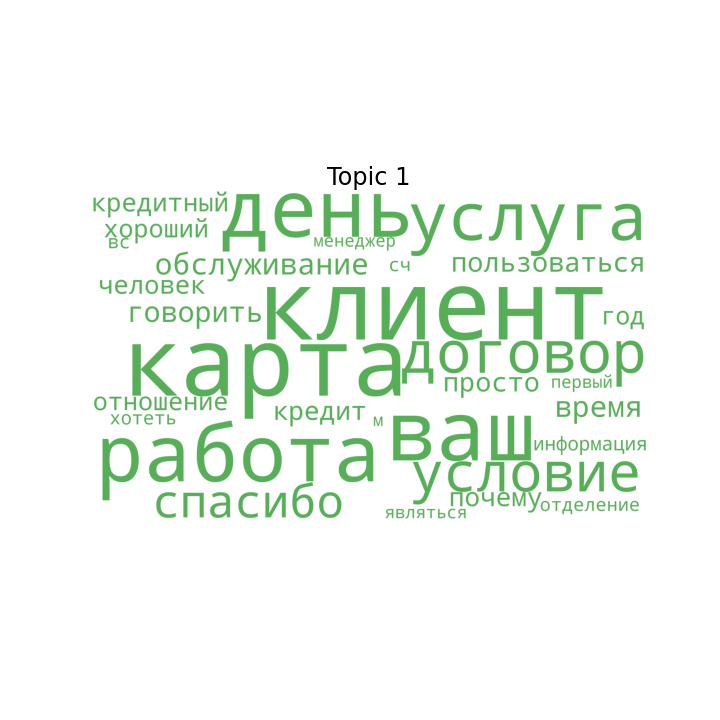 Topic 1
кредитный
день
услуга
хороший
вс
менеджер
обслуживание
сч
пользоваться
человек
клиент
говорить
год
карта
договор
просто
первый
отношение
кредит
время
хотеть
м
ваш
работа
информация
условие
спасибо
почему
отделение
являться